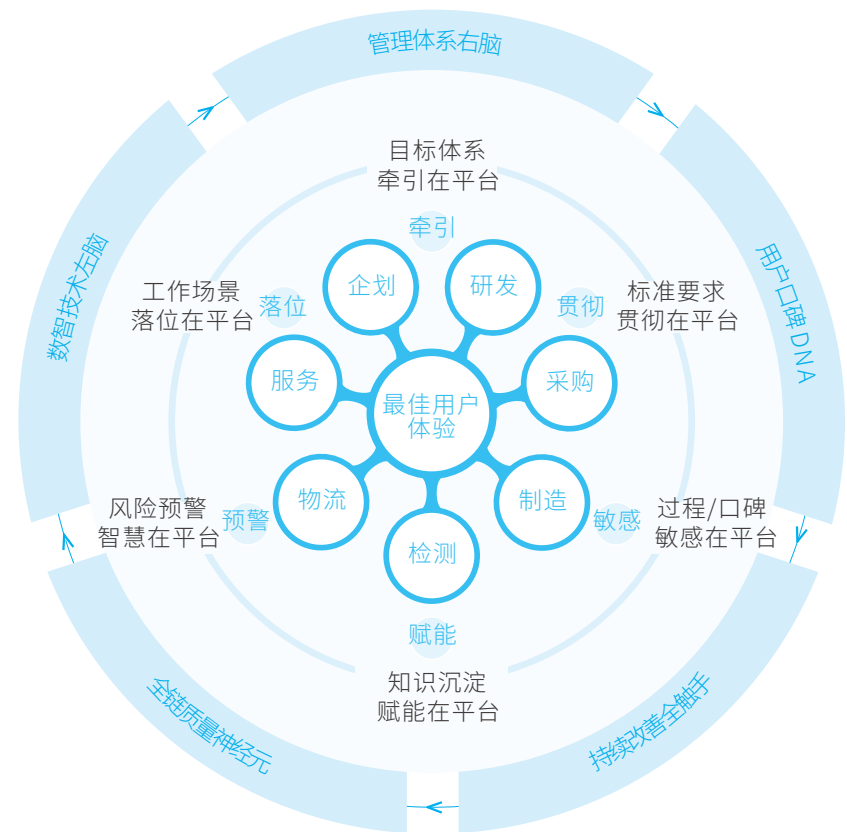 管理体系右脑
目标体系
牵引在平台
牵引
数智技术左脑
用户口碑DNA
企划
研发
工作场景
落位在平台
落位
贯彻
标准要求
贯彻在平台
服务
采购
最佳用户
体验
物流
制造
风险预警
智慧在平台
预警
敏感
过程/口碑
敏感在平台
检测
赋能
知识沉淀
赋能在平台
全链质量神经元
持续改善全触手